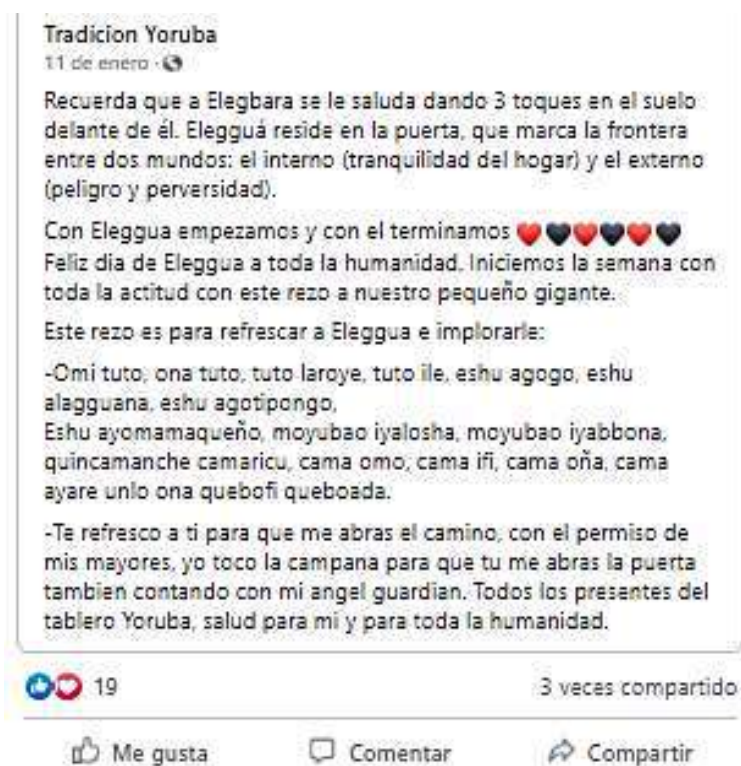 Tradicion Yoruba
11 de enero ·
Recuerda que a Elegbara se le saluda dando 3 toques en el suelo
delante de él. Elegguá reside en la puerta, que marca la frontera
entre dos mundos: el interno (tranquilidad del hogar) y el externo
(peligro y perversidad).
Con Eleggua empezamos y con el terminamos ❤️🖤❤️🖤❤️🖤
Feliz dia de Eleggua a toda la humanidad. Iniciemos la semana con
toda la actitud con este rezo a nuestro pequeño gigante.
Este rezo es para refrescar a Eleggua e implorarle:
-Omi tuto, ona tuto, tuto laroye, tuto ile, eshu agogo, eshu
alagguana, eshu agotipongo,
Eshu ayomamaqueño, moyubao iyalosha, moyubao iyabbona,
quincamanche camaricu, cama omo, cama ifi, cama oña, cama
ayare unlo ona quebofi queboada.
-Te refresco a ti para que me abras el camino, con el permiso de
mis mayores, yo toco la campana para que tu me abras la puerta
tambien contando con mi angel guardian. Todos los presentes del
tablero Yoruba, salud para mi y para toda la humanidad.
19
3 veces compartido
Me gusta
Comentar
Compartir